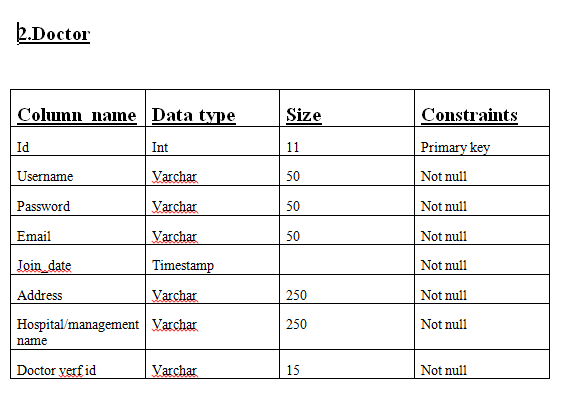 2.Doctor
Column name Data type Size Constraints
Id Int 11 Primary key
Username Varchar 50 Not null
Password Varchar 50 Not null
Email Varchar 50 Not null
Join_date Timestamp Not null
Address Varchar 250 Not null
Hospital/management Varchar 250 Not null
name
Doctor verf id Varchar 15 Not null